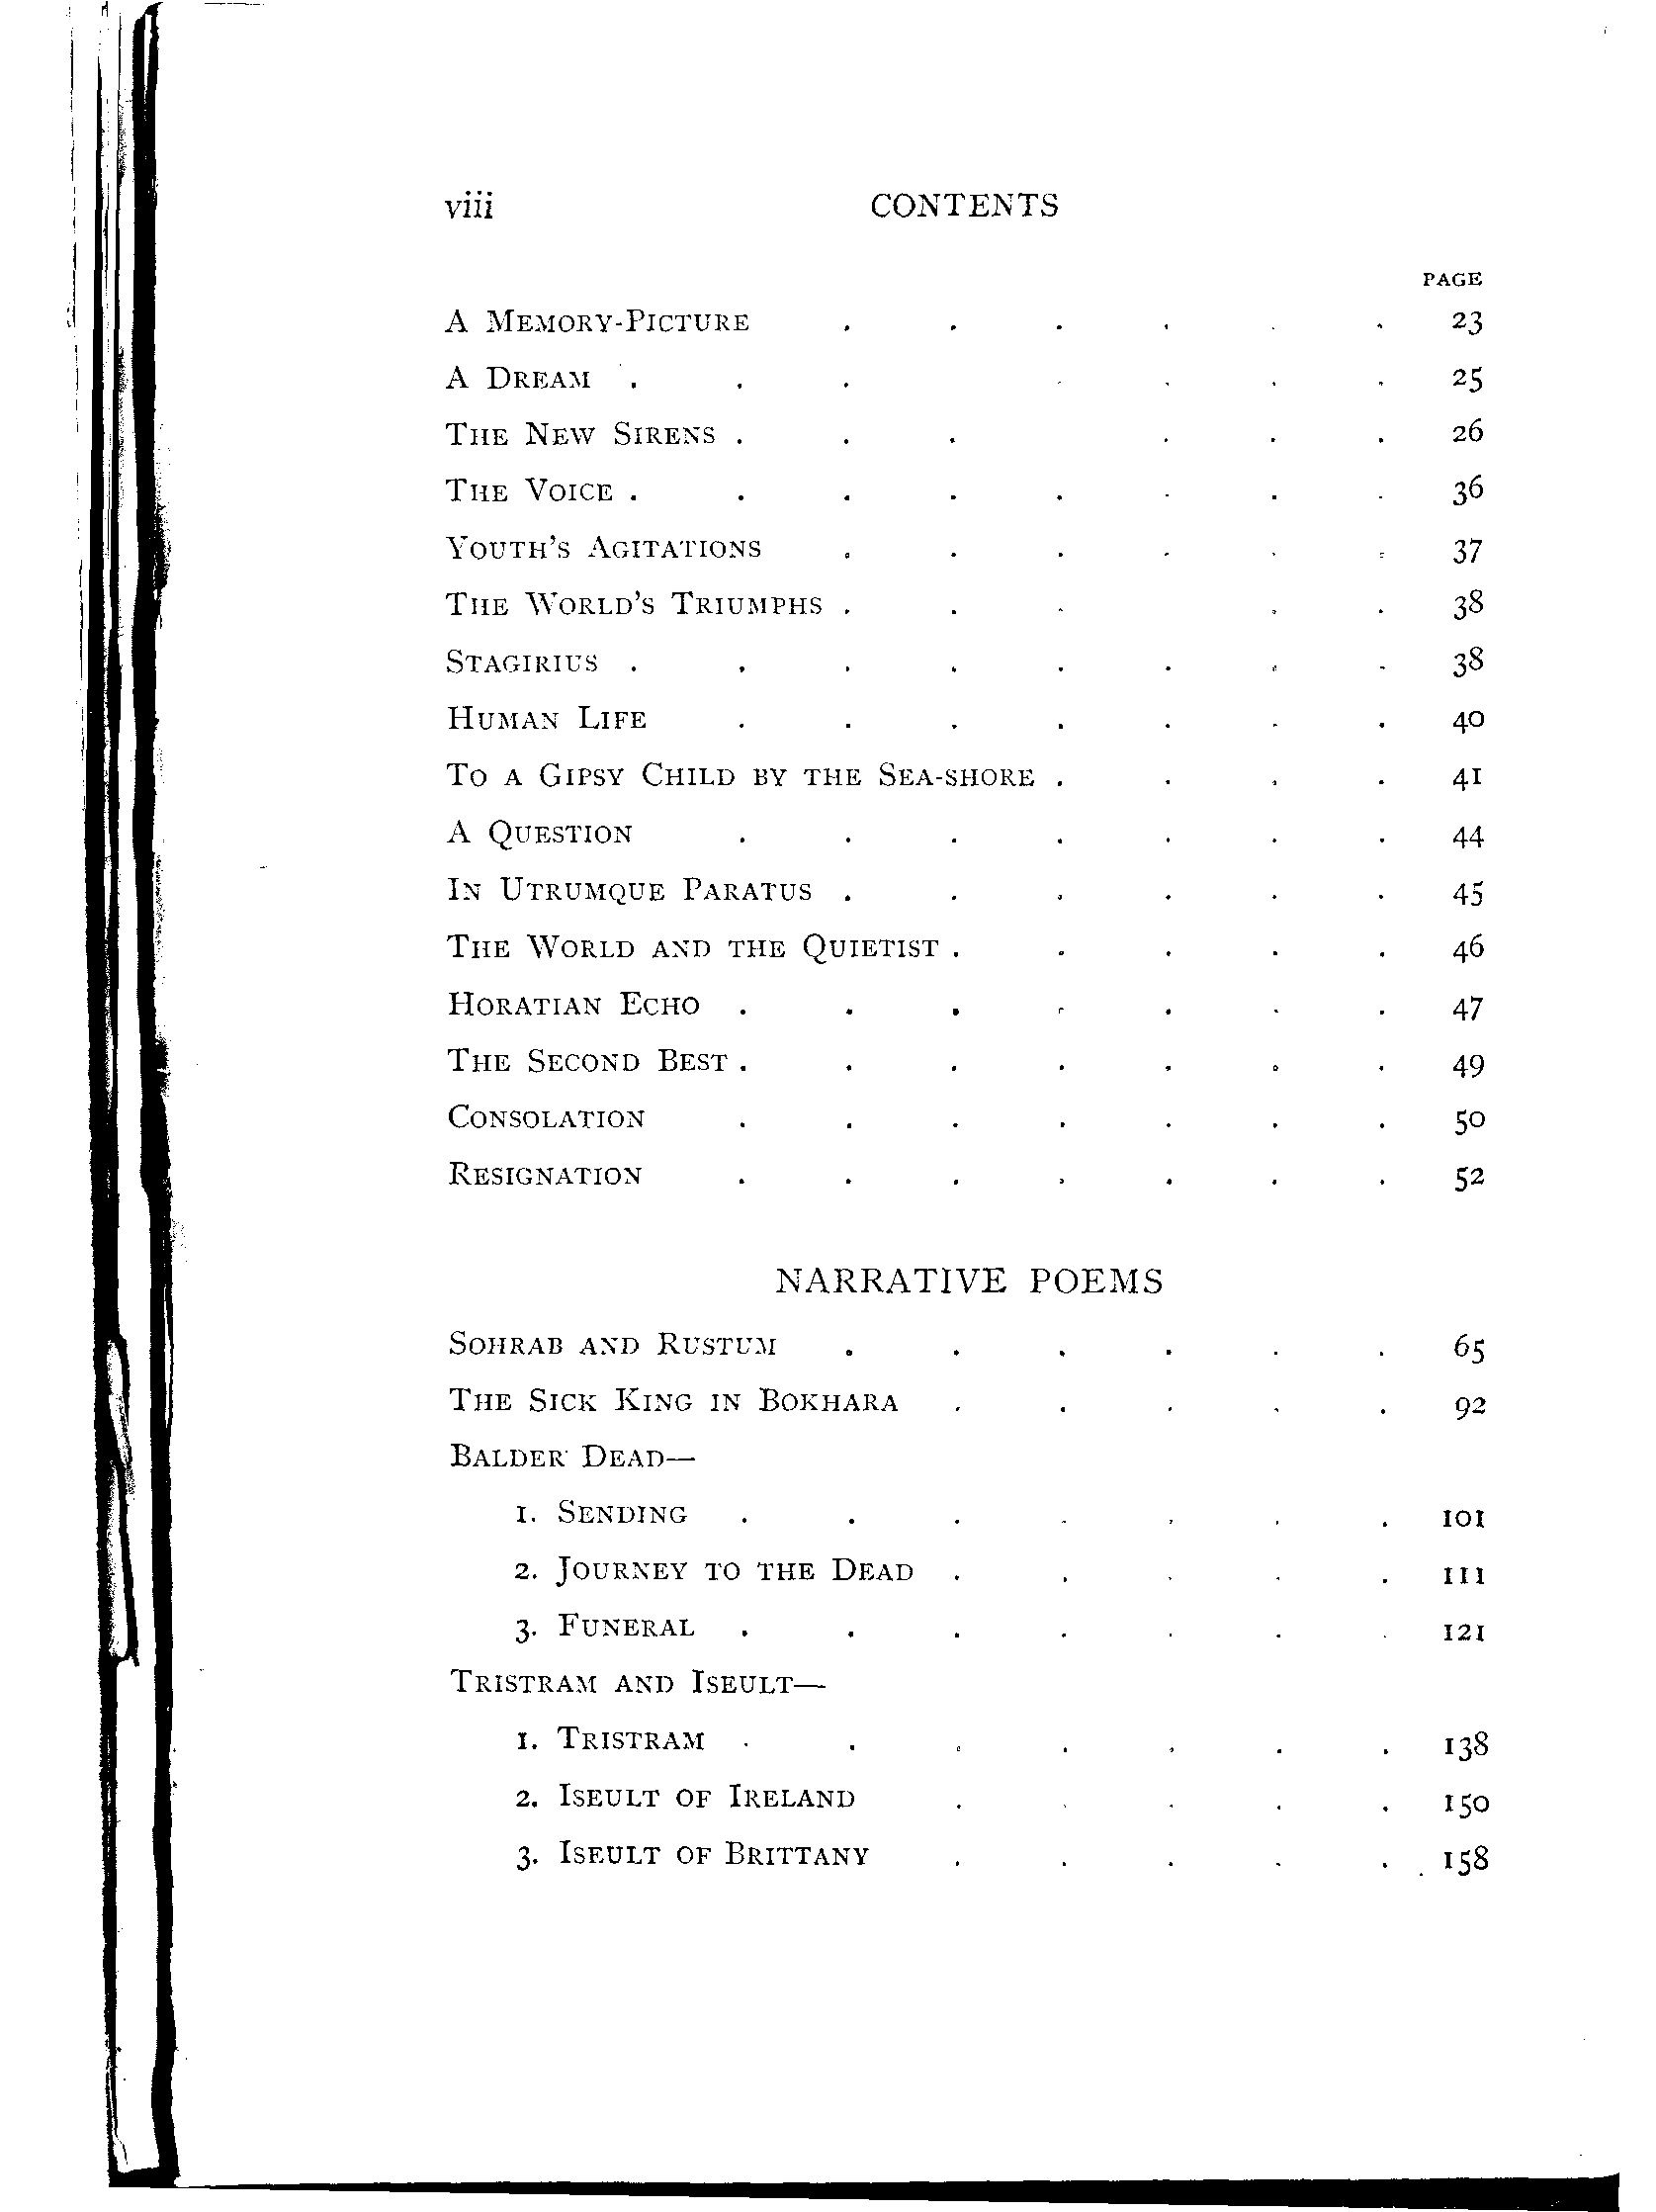 viii CONTENTS
PAGE
A MEMORY-PICTURE . . . . . . 23
A DREAM . . . . . . . 25
THE NEW SIRENS . . . . . . 26
THE VOICE . . . . . . . . 36
YOUTH'S AGITATIONS . . . . . . 37
THE WORLD'S TRIUMPHS . . . . . 38
STAGIRIUS . . . . . . . . 38
HUMAN LIFE . . . . . . . 40
TO A GIPSY CHILD BY THE SEA-SHORE . . . . 41
A QUESTION . . . . . . . 44
IN UTRUMQUE PARATUS . . . . . . 45
THE WORLD AND THE QUIETIST . . . . . 46
HORATIAN ECHO . . . . . . . 47
THE SECOND BEST . . . . . . . 49
CONSOLATION . . . . . . . 50
RESIGNATION . . . . . . . 52
NARRATIVE POEMS
SOHRAB AND RUSTUM . . . . . . 65
THE SICK KING IN BOKHARA . . . . . 92
BALDER DEAD—
1. SENDING . . . . . . . 101
2. JOURNEY TO THE DEAD . . . . . 111
3. FUNERAL . . . . . . . 121
TRISTRAM AND ISEULT—
1. TRISTRAM . . . . . . . 138
2. ISEULT OF IRELAND . . . . . 150
3. ISEULT OF BRITTANY . . . . . 158